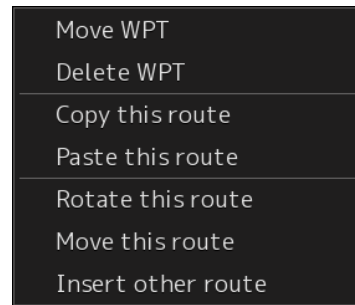 Move WPT
Delete WPT
Copy this route
Paste this route
Rotate this route
Move this route
Insert other route